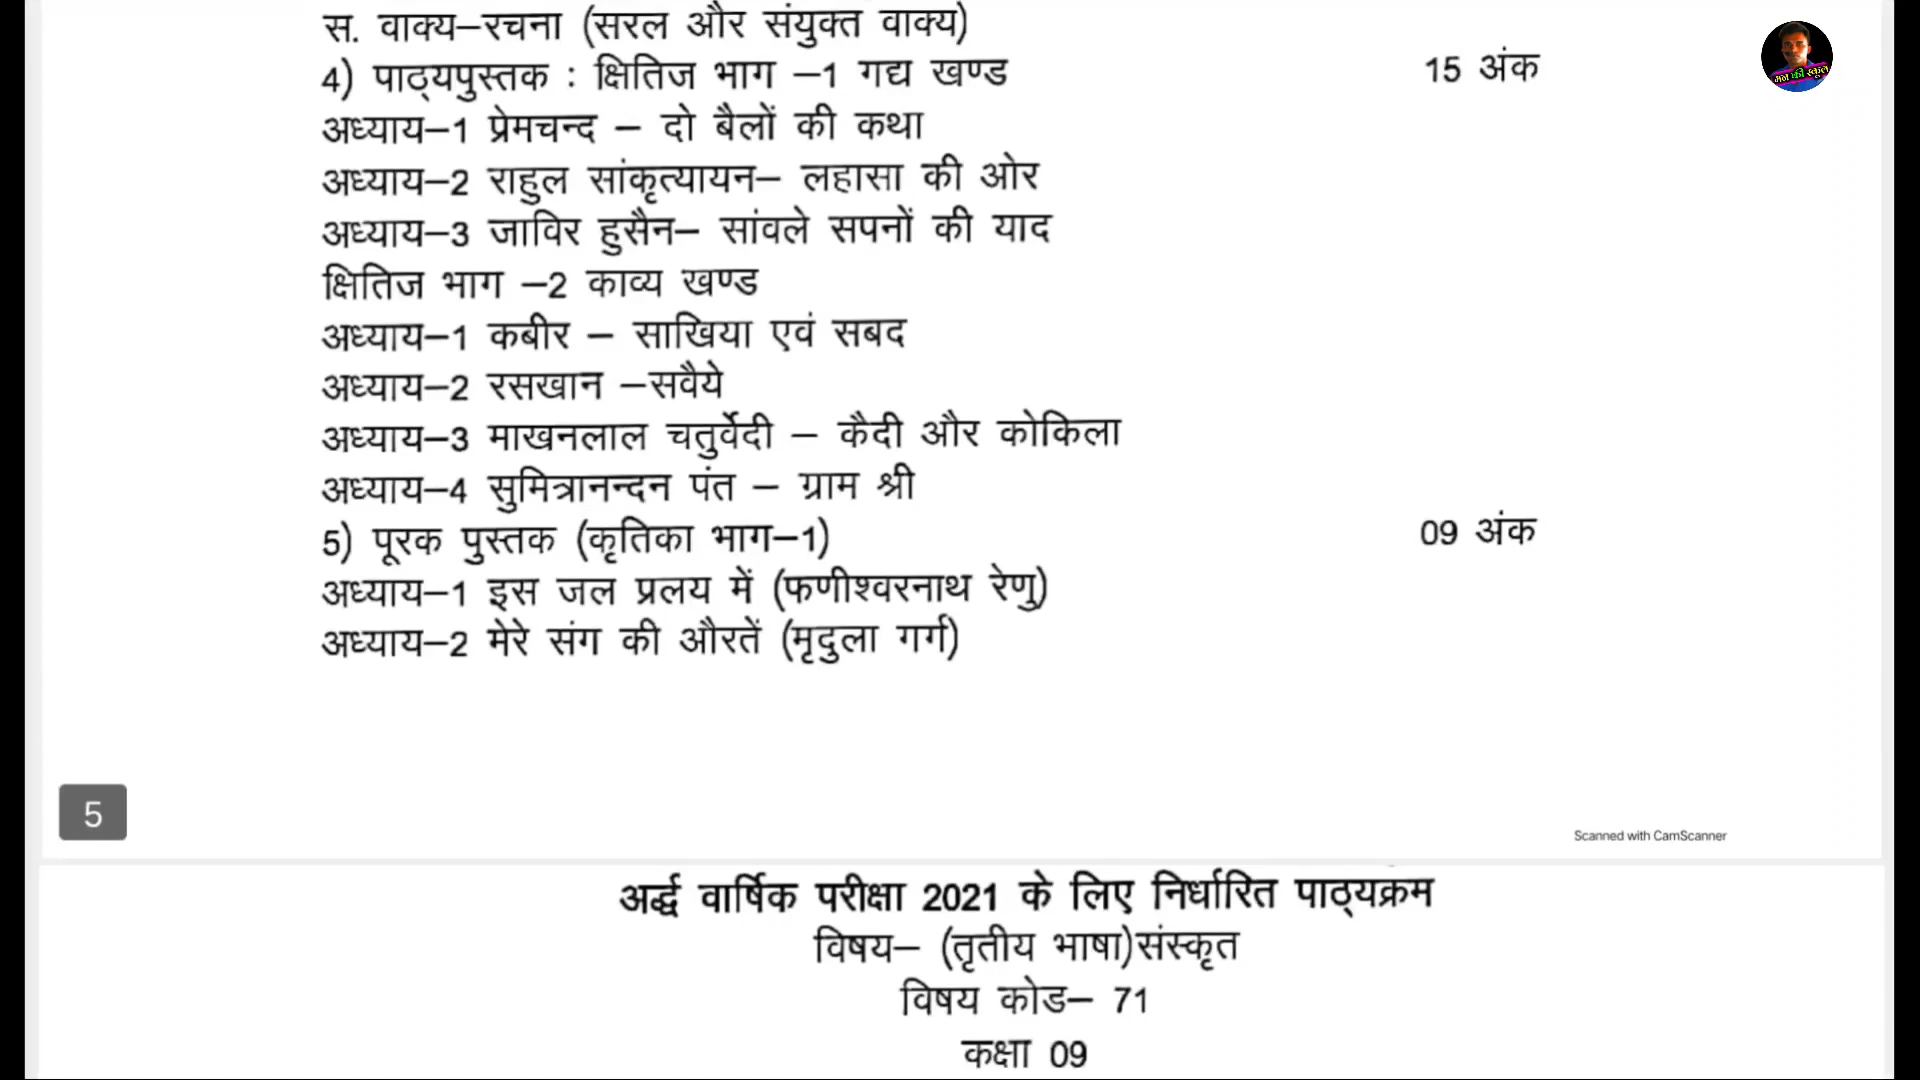 स. वाक्य–रचना (सरल और संयुक्त वाक्य)
4) पाठ्यपुस्तक : क्षितिज भाग –1 गद्य खण्ड 15 अंक
मन की स्कूल
अध्याय–1 प्रेमचन्द – दो बैलों की कथा
अध्याय–2 राहुल सांकृत्यायन– लहासा की ओर
अध्याय–3 जाविर हुसैन– सांवले सपनों की याद
क्षितिज भाग –2 काव्य खण्ड
अध्याय–1 कबीर – साखिया एवं सबद
अध्याय–2 रसखान –सवैये
अध्याय–3 माखनलाल चतुर्वेदी – कैदी और कोकिला
अध्याय–4 सुमित्रानन्दन पंत – ग्राम श्री
5) पूरक पुस्तक (कृतिका भाग–1) 09 अंक
अध्याय–1 इस जल प्रलय में (फणीश्वरनाथ रेणु)
अध्याय–2 मेरे संग की औरतें (मृदुला गर्ग)
5
Scanned with CamScanner
अर्द्ध वार्षिक परीक्षा 2021 के लिए निर्धारित पाठ्यक्रम
विषय– (तृतीय भाषा)संस्कृत
विषय कोड– 71
कक्षा 09